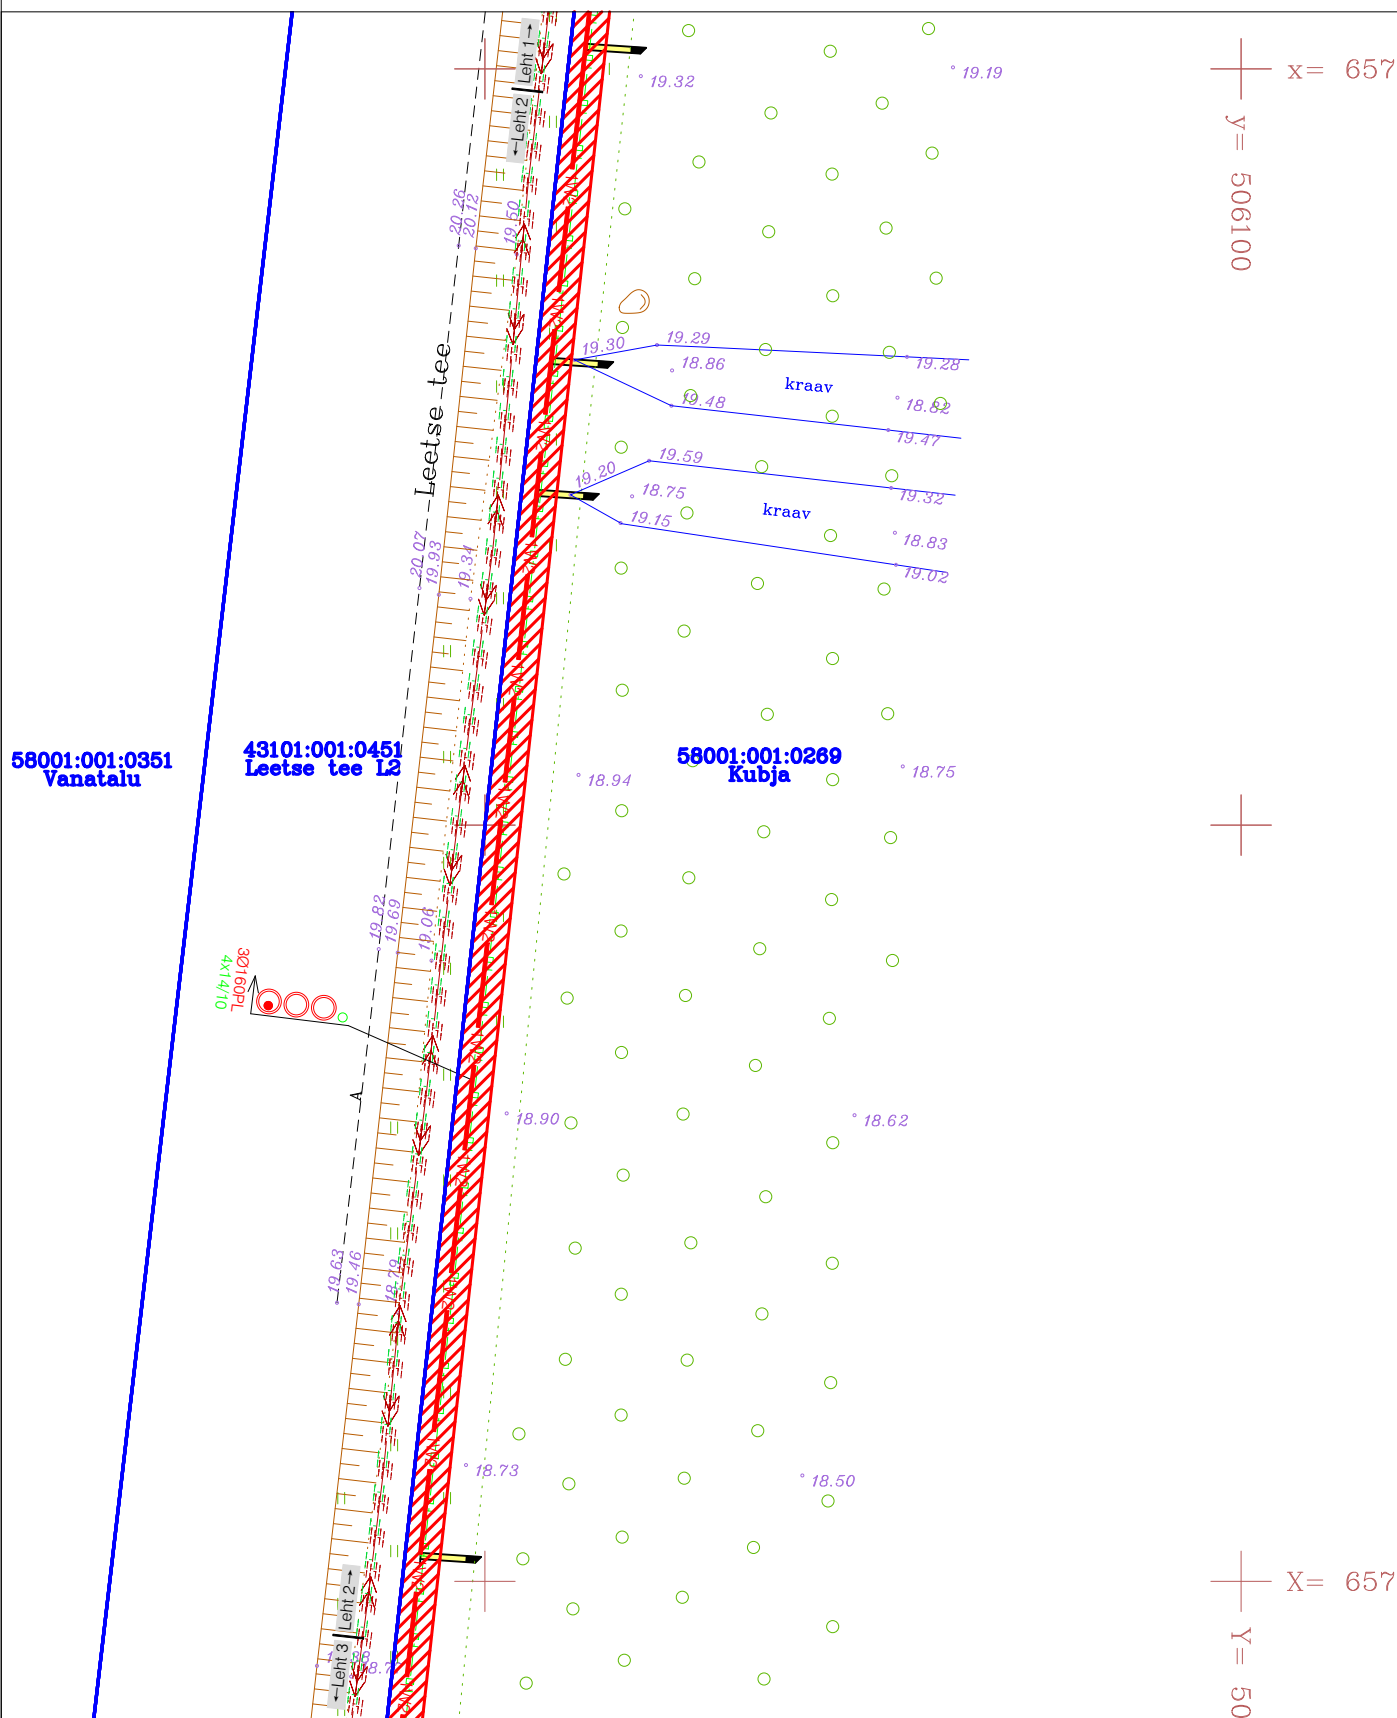 Leht 1→
←Leht 2
19.32
19.19
x= 657
y= 506100
20.26
20.12
19.50
Leetse tee
19.30
19.29
18.86
19.28
kraav
18.82
19.48
19.47
19.59
19.20
18.75
19.32
kraav
19.15
18.83
19.02
20.07
19.93
19.34
58001:001:0351
Vanatalu
43101:001:0451
Leetse tee L2
58001:001:0269
Kubja
18.94
18.75
19.82
19.69
19.06
3Ø160PL
4x14/10
A
18.90
18.62
19.63
19.46
18.79
18.73
18.50
Leht 2→
←Leht 3
X= 657
Y= 50